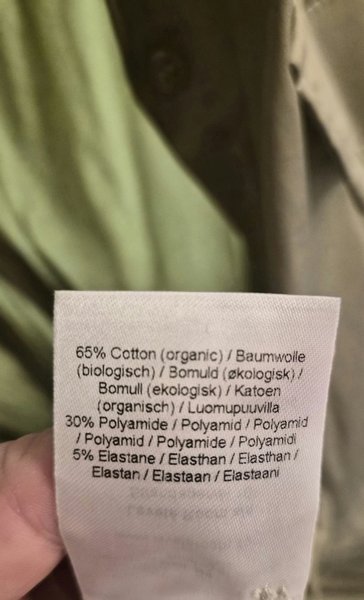 65% Cotton (organic) / Baumwolle
(biologisch) / Bomuld (økologisk) /
Bomull (ekologisk) / Katoen
(organisch) / Luomupuuvilla
30% Polyamide / Polyamid / Polyamid
/ Polyamid / Polyamide / Polyamidi
5% Elastane / Elasthan / Elasthan /
Elastan / Elastaan / Elastaani